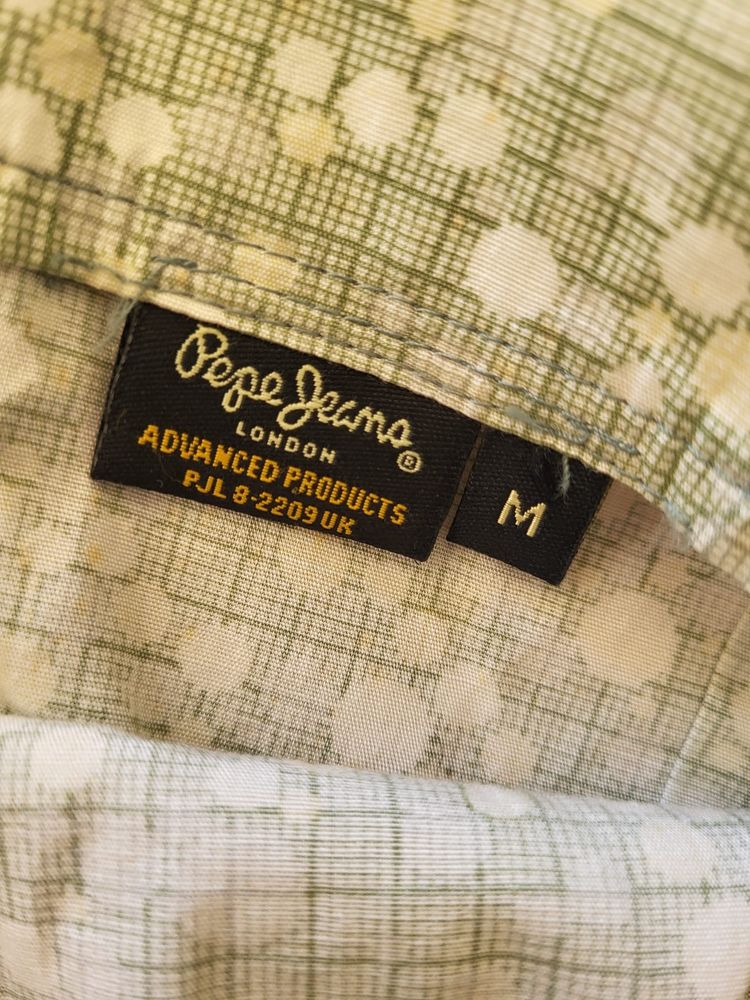 Pepe Jeans
LONDON
ADVANCED PRODUCTS
PJL 8-2209 UK
M